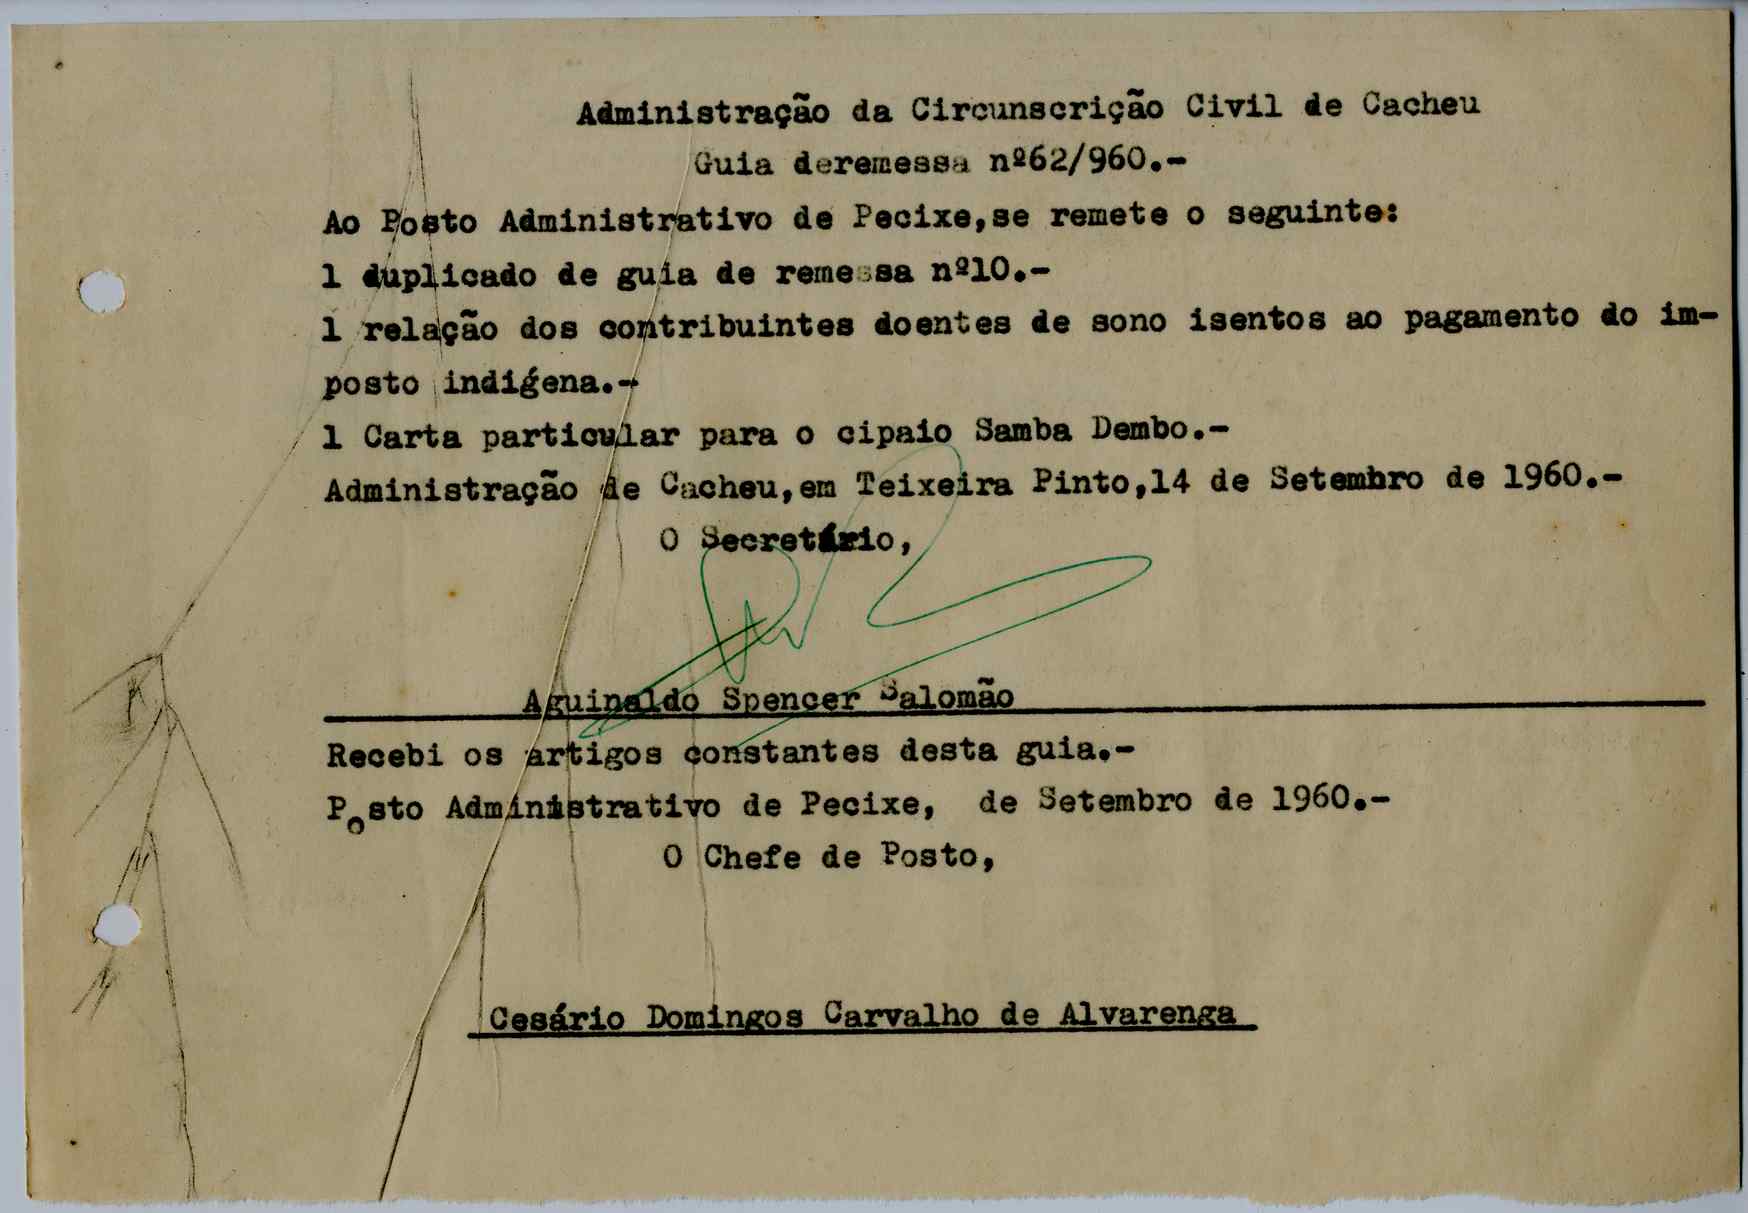 Administração da Circunscrição Civil de Cacheu
Guia deremessa nº62/960.-
Ao Posto Administrativo de Pecixe,se remete o seguinte:
1 duplicado de guia de remessa nº10.-
1 relação dos contribuintes doentes de sono isentos ao pagamento do im-
posto indígena.-
1 Carta particular para o cipaio Samba Dembo.-
Administração de Cacheu,em Teixeira Pinto,14 de Setembro de 1960.-
O Secretário,
Aguinaldo Spencer Salomão
Recebi os artigos constantes desta guia.-
Posto Administrativo de Pecixe, de Setembro de 1960.-
O Chefe de Posto,
Cesário Domingos Carvalho de Alvarenga